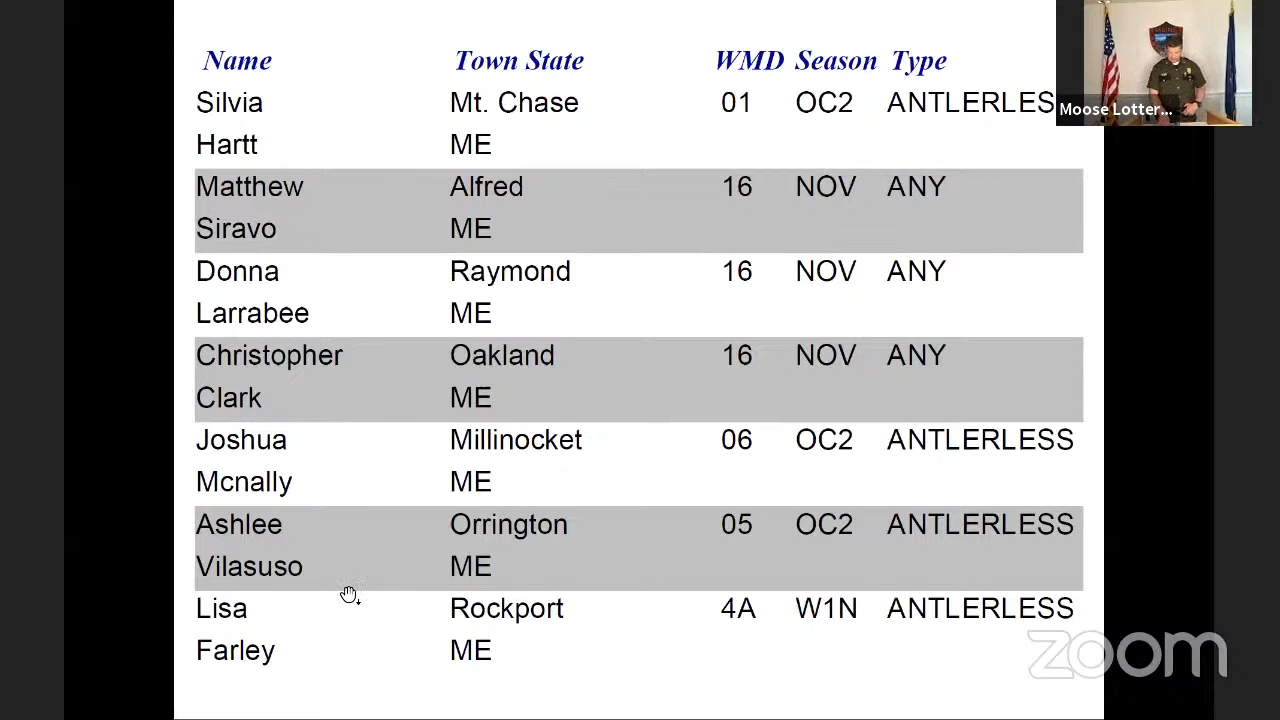 Name Town State WMD Season Type
Silvia Mt. Chase 01 OC2 ANTLERLES
Hartt ME
Matthew Alfred 16 NOV ANY
Siravo ME
Donna Raymond 16 NOV ANY
Larrabee ME
Christopher Oakland 16 NOV ANY
Clark ME
Joshua Millinocket 06 OC2 ANTLERLESS
Mcnally ME
Ashlee Orrington 05 OC2 ANTLERLESS
Vilasuso ME
Lisa Rockport 4A W1N ANTLERLESS
Farley ME
Moose Lotter...
zoom